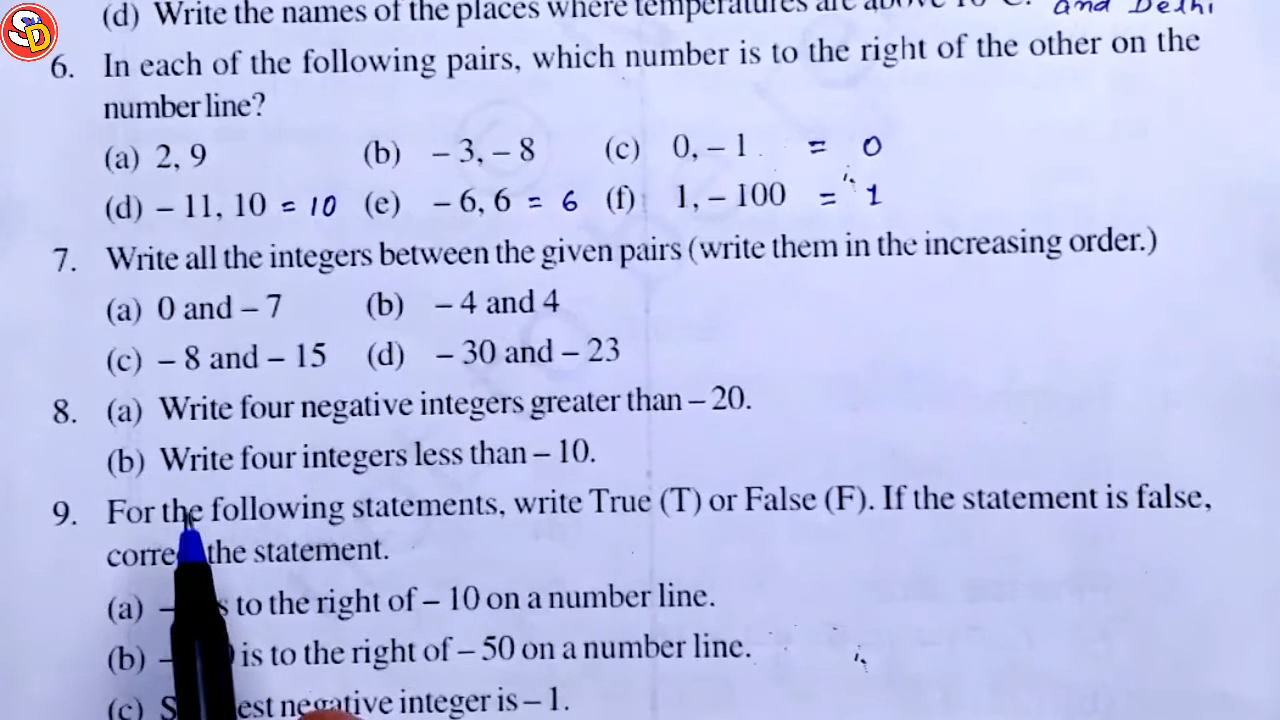 SD
(d) Write the names of the places where temperatures are above 10°C. and Delhi
6. In each of the following pairs, which number is to the right of the other on the
number line?
(a) 2, 9 (b) – 3, – 8 (c) 0, – 1 = 0
(d) – 11, 10 = 10 (e) – 6, 6 = 6 (f) 1, – 100 = 1
7. Write all the integers between the given pairs (write them in the increasing order.)
(a) 0 and – 7 (b) – 4 and 4
(c) – 8 and – 15 (d) – 30 and – 23
8. (a) Write four negative integers greater than – 20.
(b) Write four integers less than – 10.
9. For the following statements, write True (T) or False (F). If the statement is false,
the statement.
(a) – to the right of – 10 on a number line.
(b) – is to the right of – 50 on a number line.
(c) negative integer is – 1.